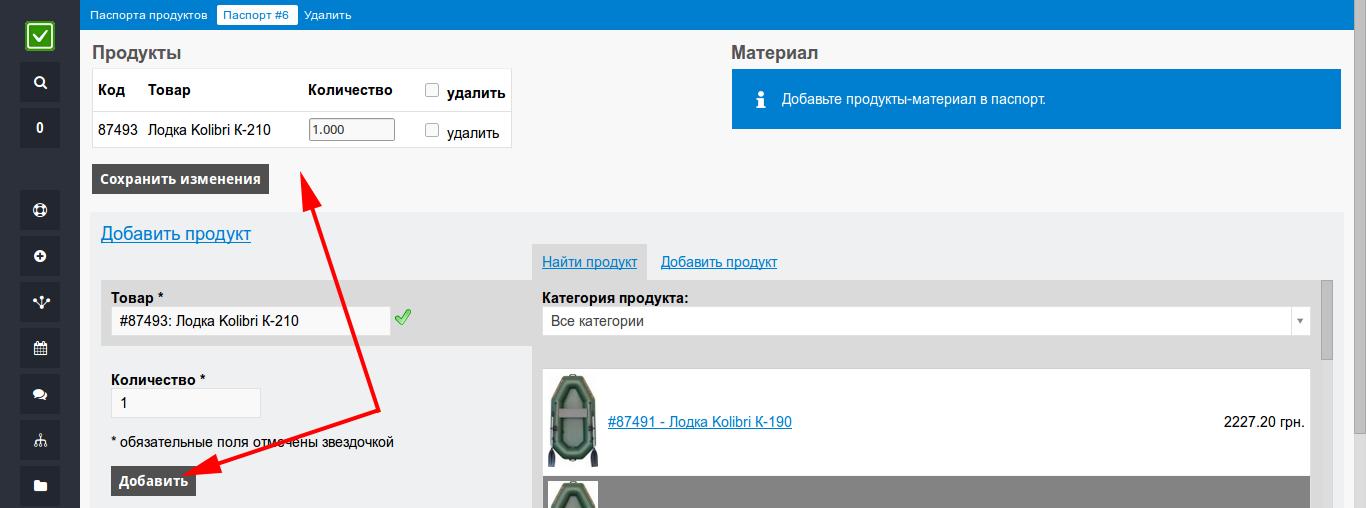 Паспорта продуктов Паспорт #6 Удалить
0
Продукты
Код Товар Количество удалить
87493 Лодка Kolibri К-210 1.000 удалить
Сохранить изменения
Материал
Добавьте продукты-материал в паспорт.
Добавить продукт
Товар *
#87493: Лодка Kolibri К-210
Количество *
1
* обязательные поля отмечены звездочкой
Добавить
Найти продукт Добавить продукт
Категория продукта:
Все категории
#87491 - Лодка Kolibri К-190 2227.20 грн.